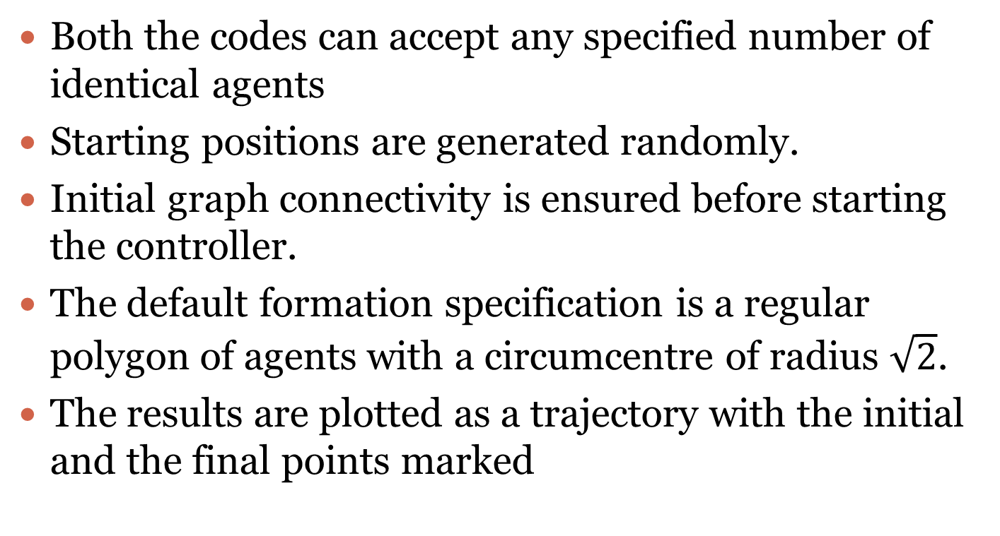 • Both the codes can accept any specified number of
identical agents
• Starting positions are generated randomly.
• Initial graph connectivity is ensured before starting
the controller.
• The default formation specification is a regular
polygon of agents with a circumcentre of radius √2.
• The results are plotted as a trajectory with the initial
and the final points marked